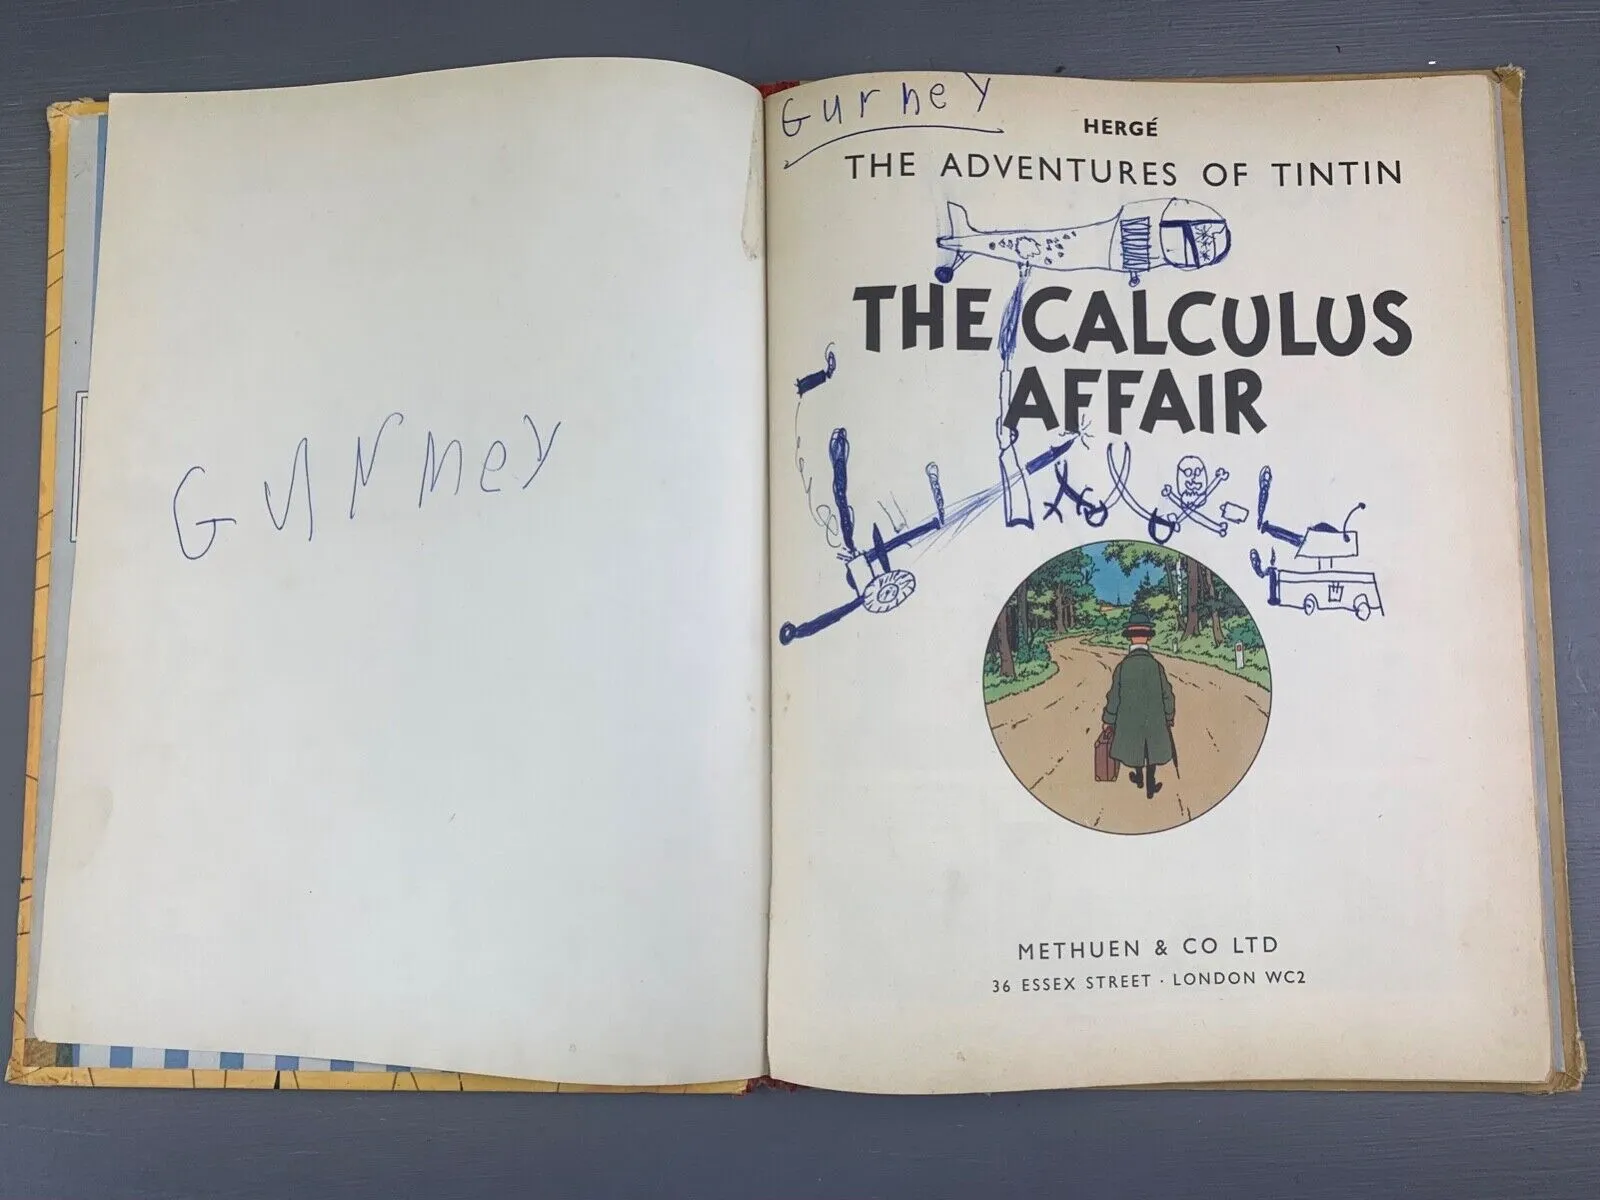 Gurney
Gurney
HERGÉ
THE ADVENTURES OF TINTIN
THE CALCULUS
AFFAIR
METHUEN & CO LTD
36 ESSEX STREET · LONDON WC2